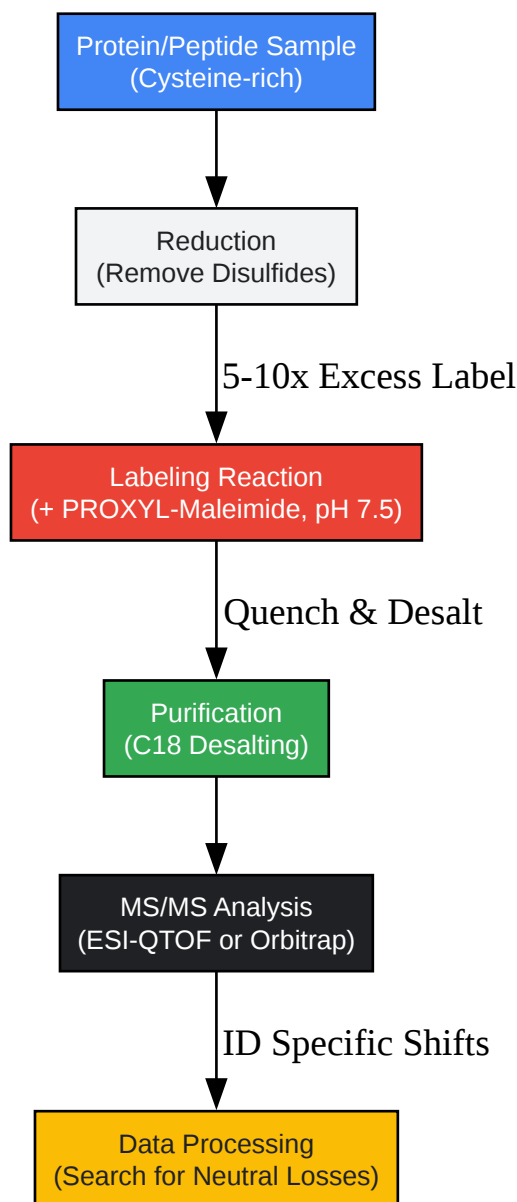 Protein/Peptide Sample
(Cysteine-rich)
Reduction
(Remove Disulfides)
5-10x Excess Label
Labeling Reaction
(+ PROXYL-Maleimide, pH 7.5)
Quench & Desalt
Purification
(C18 Desalting)
MS/MS Analysis
(ESI-QTOF or Orbitrap)
ID Specific Shifts
Data Processing
(Search for Neutral Losses)